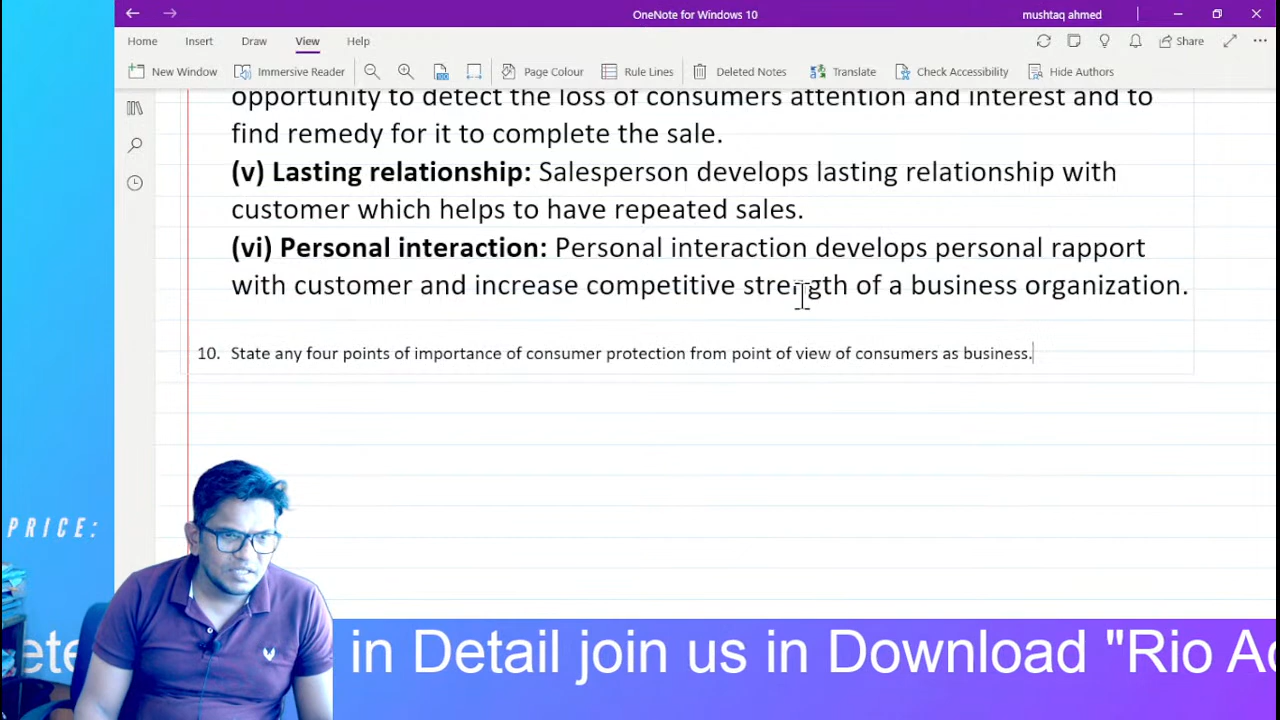 OneNote for Windows 10
mushtaq ahmed
Home Insert Draw View Help
Share
New Window Immersive Reader Page Colour Rule Lines Deleted Notes Translate Check Accessibility Hide Authors
opportunity to detect the loss of consumers attention and interest and to
find remedy for it to complete the sale.
(v) Lasting relationship: Salesperson develops lasting relationship with
customer which helps to have repeated sales.
(vi) Personal interaction: Personal interaction develops personal rapport
with customer and increase competitive strength of a business organization.
10. State any four points of importance of consumer protection from point of view of consumers as business.
PRICE:
in Detail join us in Download "Rio